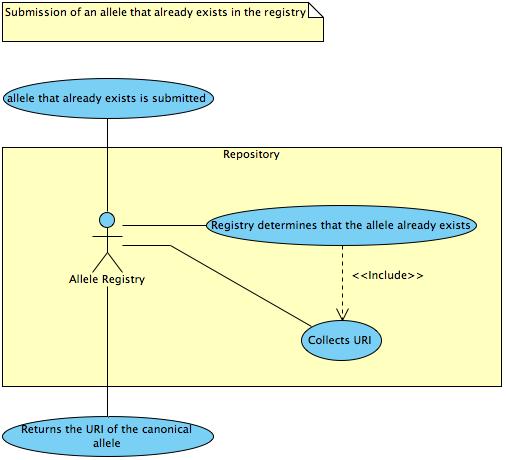 Submission of an allele that already exists in the registry
allele that already exists is submitted
Repository
Registry determines that the allele already exists
<<Include>>
Allele Registry
Collects URI
Returns the URI of the canonical
allele